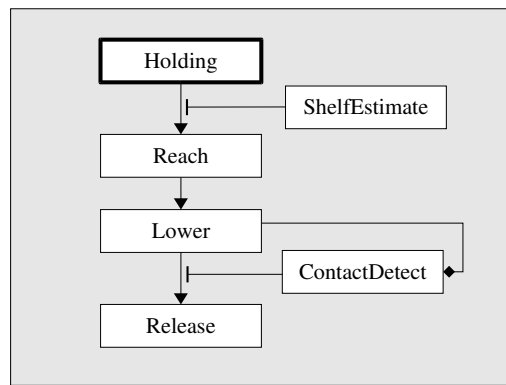 Holding
ShelfEstimate
Reach
Lower
ContactDetect
Release